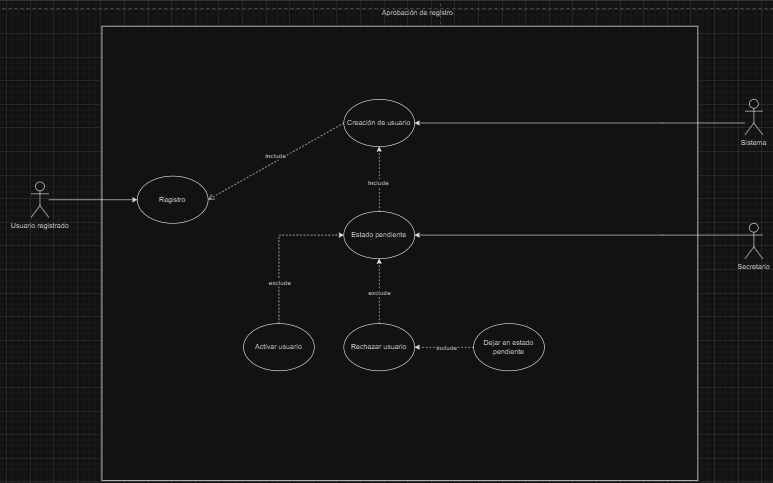 Aprobación de registro
Creación de usuario
Sistema
include
Include
Registro
Usuario registrado
Estado pendiente
Secretario
exclude
exclude
Activar usuario
Rechazar usuario
include
Dejar en estado
pendiente